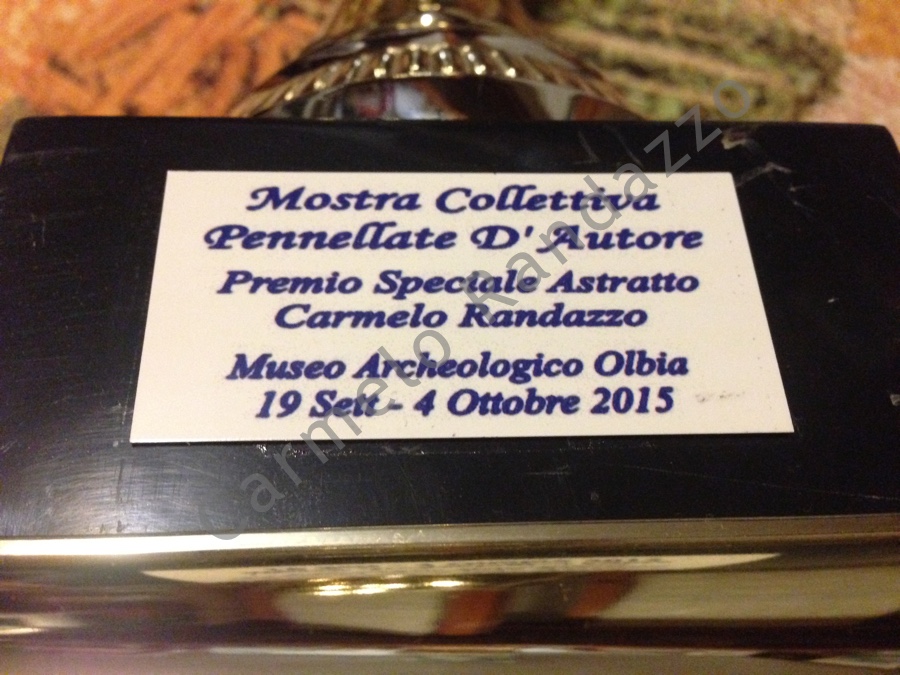 Mostra Collettiva
Pennellate D' Autore
Premio Speciale Astratto
Carmelo Randazzo
Museo Archeologico Olbia
19 Sett - 4 Ottobre 2015
Carmelo Randazzo